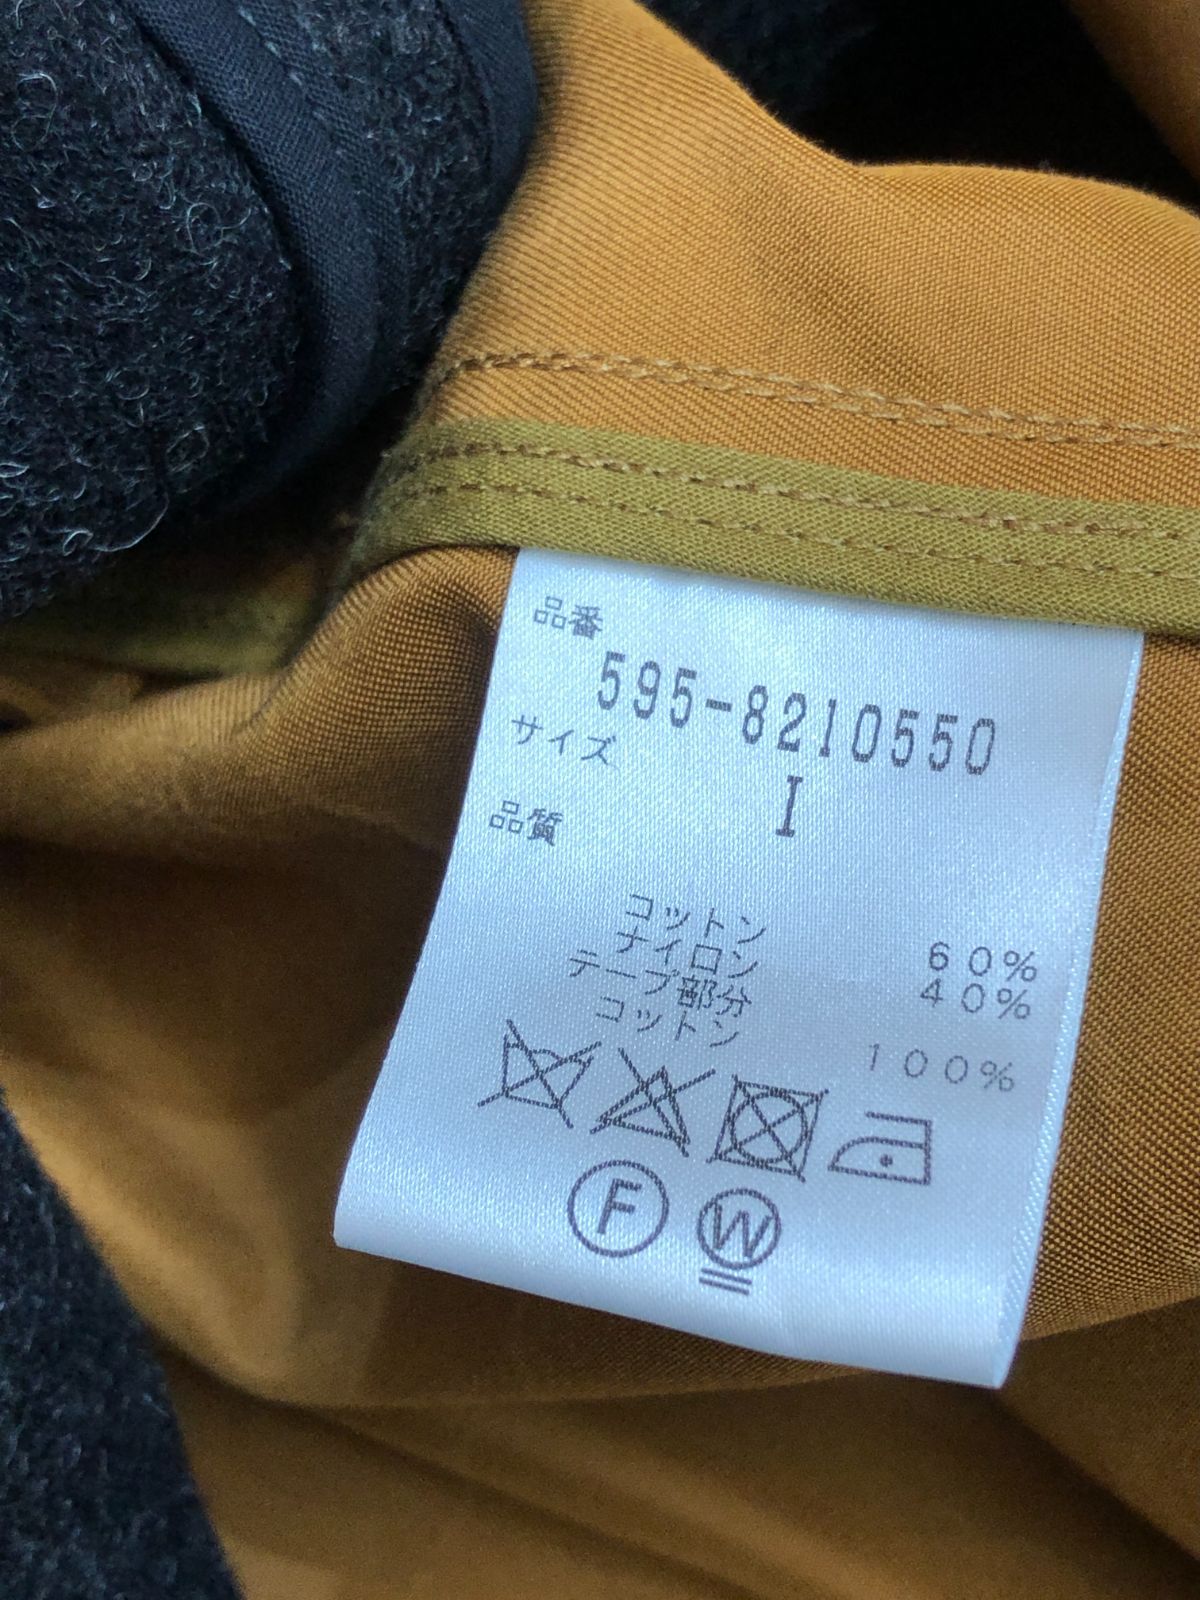 品番
595-8210550
サイズ I
品質
コットン 60%
ナイロン 40%
テープ部分
コットン 100%
F W